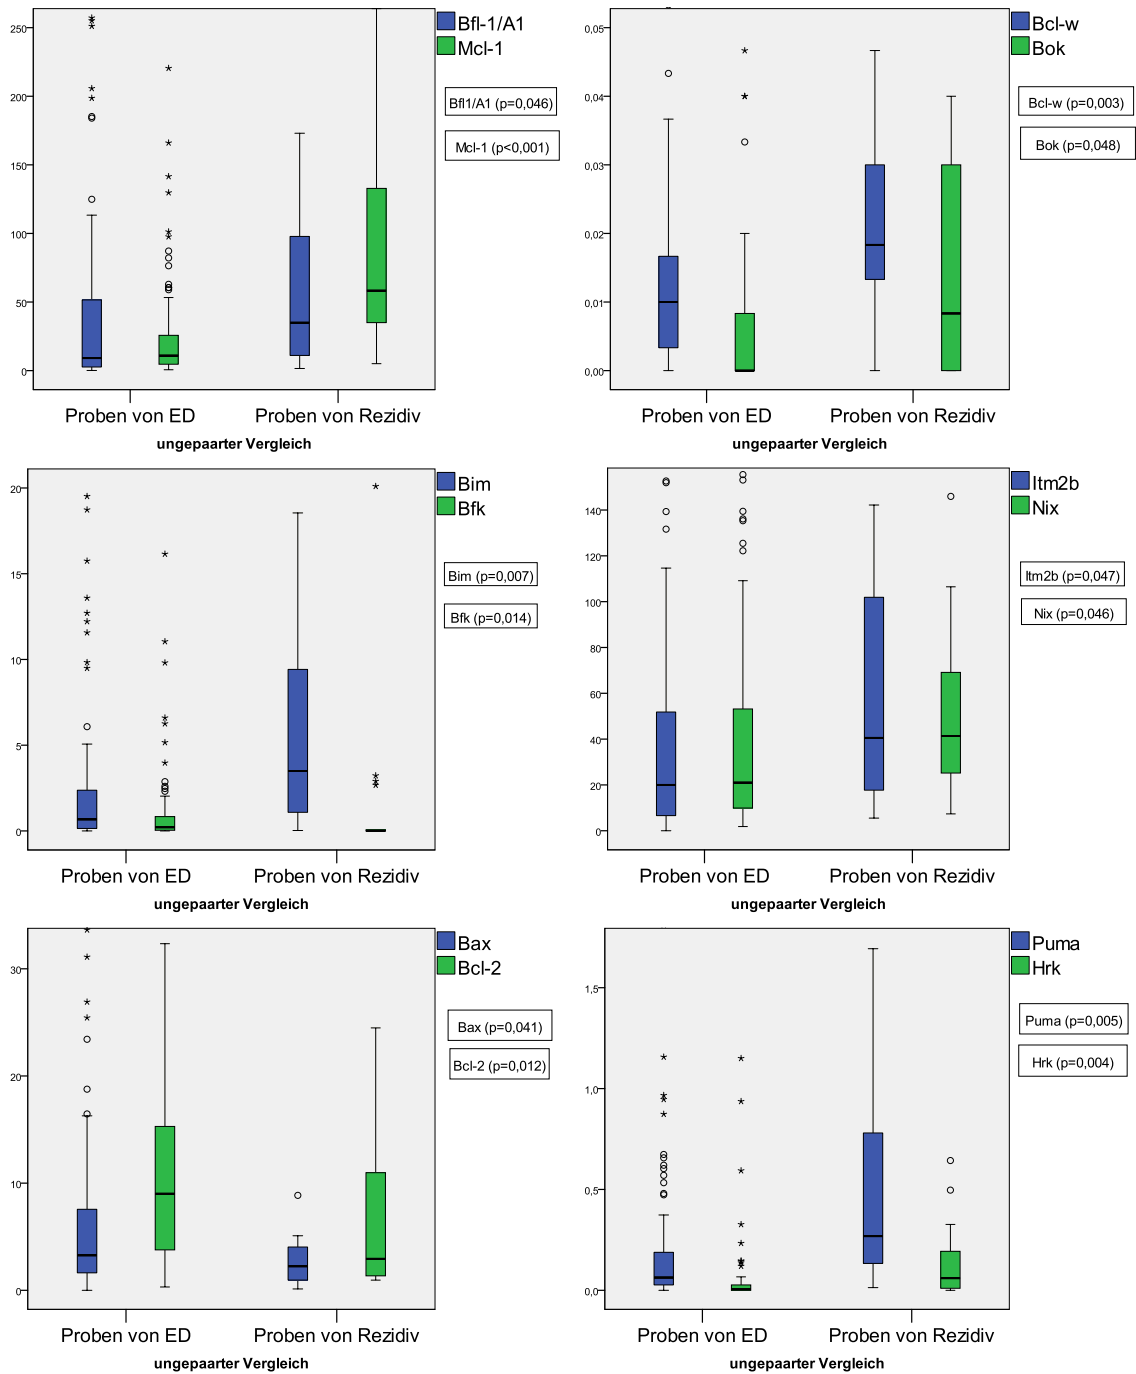 250
200
150
100
50
0
Bfl-1/A1
Mcl-1
Bfl1/A1 (p=0,046)
Mcl-1 (p<0,001)
Proben von ED
Proben von Rezidiv
ungepaarter Vergleich
0,05
0,04
0,03
0,02
0,01
0,00
Bcl-w
Bok
Bcl-w (p=0,003)
Bok (p=0,048)
Proben von ED
Proben von Rezidiv
ungepaarter Vergleich
20
15
10
5
0
Bim
Bfk
Bim (p=0,007)
Bfk (p=0,014)
Proben von ED
Proben von Rezidiv
ungepaarter Vergleich
140
120
100
80
60
40
20
0
Itm2b
Nix
Itm2b (p=0,047)
Nix (p=0,046)
Proben von ED
Proben von Rezidiv
ungepaarter Vergleich
30
20
10
0
Bax
Bcl-2
Bax (p=0,041)
Bcl-2 (p=0,012)
Proben von ED
Proben von Rezidiv
ungepaarter Vergleich
1,5
1,0
0,5
0,0
Puma
Hrk
Puma (p=0,005)
Hrk (p=0,004)
Proben von ED
Proben von Rezidiv
ungepaarter Vergleich